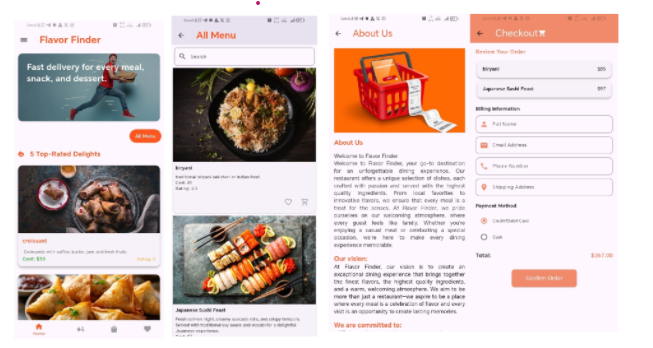 Flavor Finder
Fast delivery for every meal,
snack, and dessert.
All Menu
5 Top-Rated Delights
croissant
Cost: $55
Home
All Menu
Search
biryani
Japanese Sushi Feast
About Us
About Us
Welcome to Flavor Finder
Welcome to Flavor Finder, your go-to destination
for an unforgettable dining experience. Our
restaurant offers a unique selection of dishes, each
crafted with passion and served with the highest
quality ingredients. From local favorites to
innovative flavors, we ensure that every meal is a
treat for the senses. At Flavor Finder, we pride
ourselves on our welcoming atmosphere, where
every guest feels like family. Whether you're
enjoying a casual meal or celebrating a special
occasion, we're here to make every dining
experience memorable.
Our vision:
At Flavor Finder, our vision is to create an
exceptional dining experience that brings together
the finest flavors, the highest quality ingredients,
and a warm, welcoming atmosphere. We aim to be
more than just a restaurant—we aspire to be a place
where every meal is a celebration of flavor and every
visit is an opportunity to create lasting memories.
We are committed to:
Checkout
Review Your Order
biryani
Japanese Sushi Feast
Billing Information
Full Name
Email Address
Phone Number
Shipping Address
Payment Method
Credit/Debit Card
Cash
Total:
Confirm Order